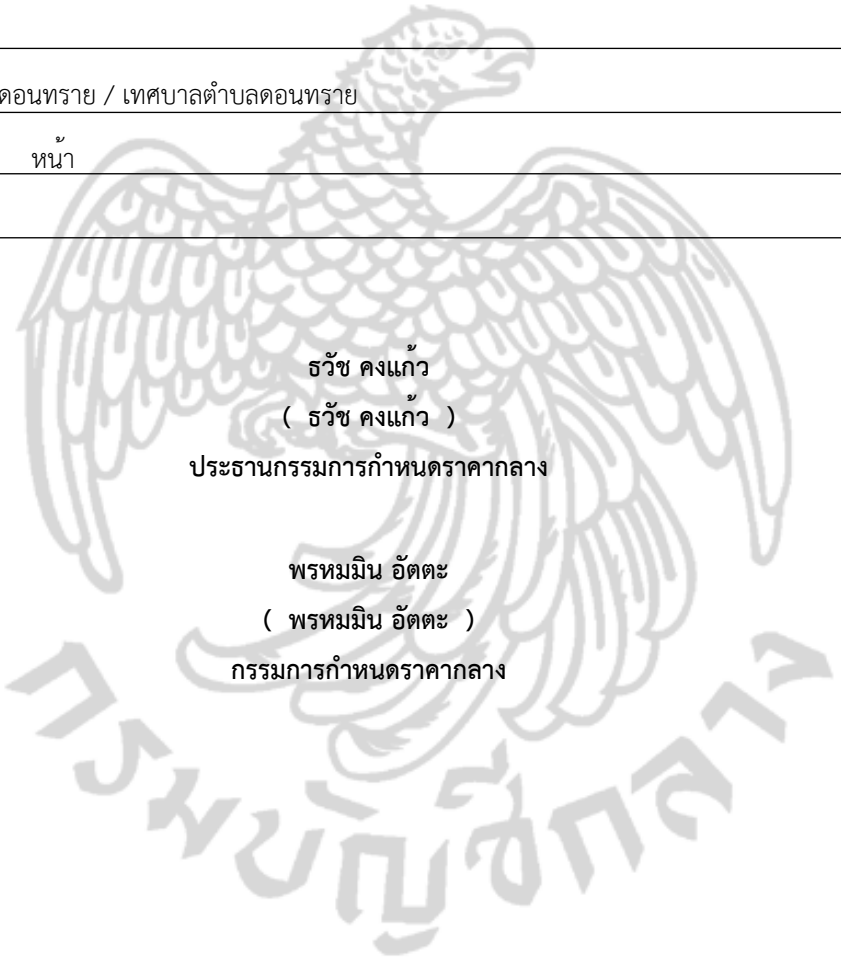 ดอนทราย / เทศบาลตำบลดอนทราย
หน้า
ธวัช คงแก้ว
( ธวัช คงแก้ว )
ประธานกรรมการกำหนดราคากลาง
พรหมมิน อัตตะ
( พรหมมิน อัตตะ )
กรรมการกำหนดราคากลาง
กรมบัญชีกลาง